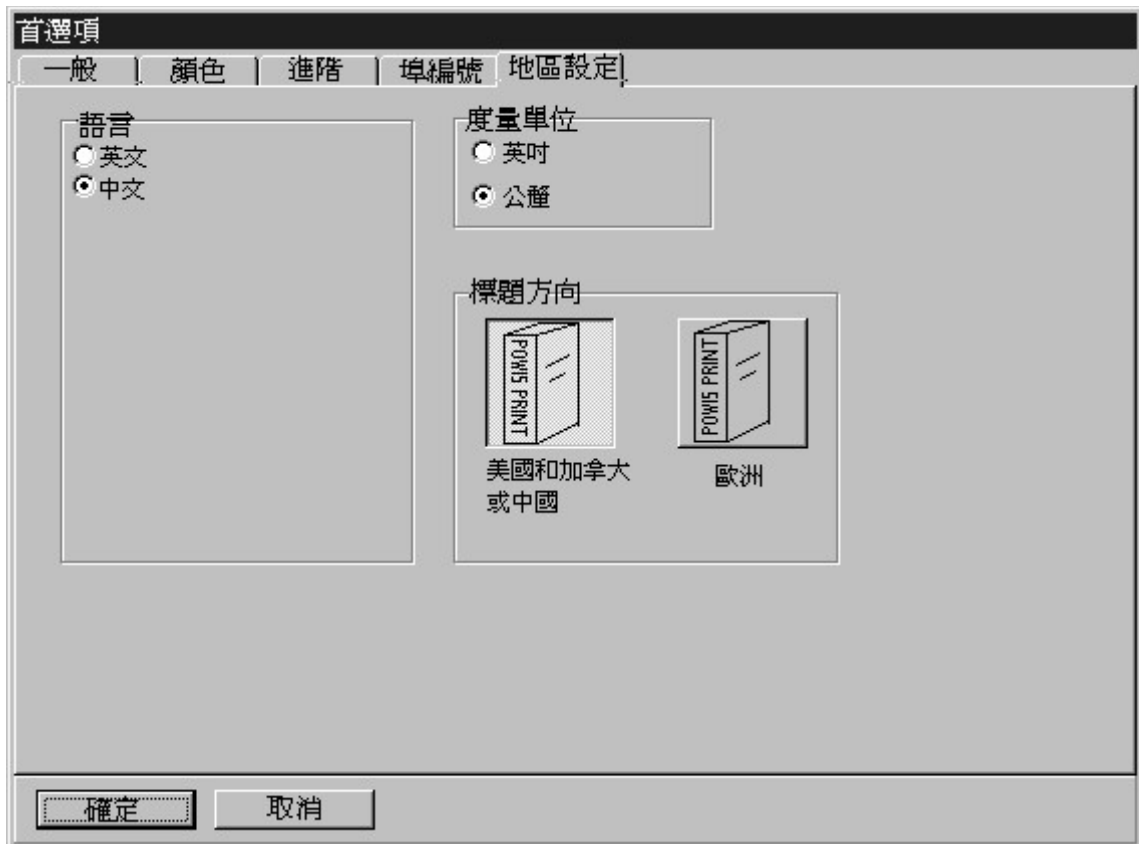 首選項
一般 顏色 進階 埠編號 地區設定
語言
英文
中文
度量單位
英吋
公釐
標題方向
POWIS PRINT
POWIS PRINT
美國和加拿大
或中國
歐洲
確定 取消